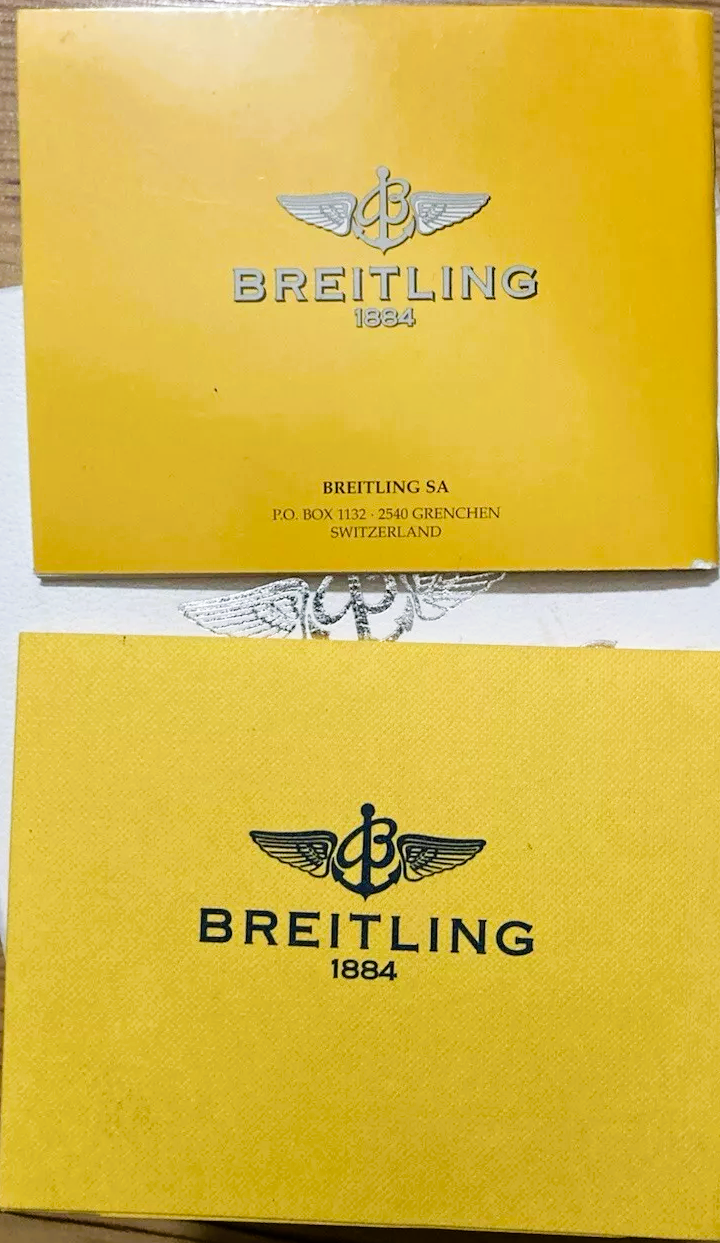 BREITLING
1884
BREITLING SA
P.O. BOX 1132 · 2540 GRENCHEN
SWITZERLAND
BREITLING
1884